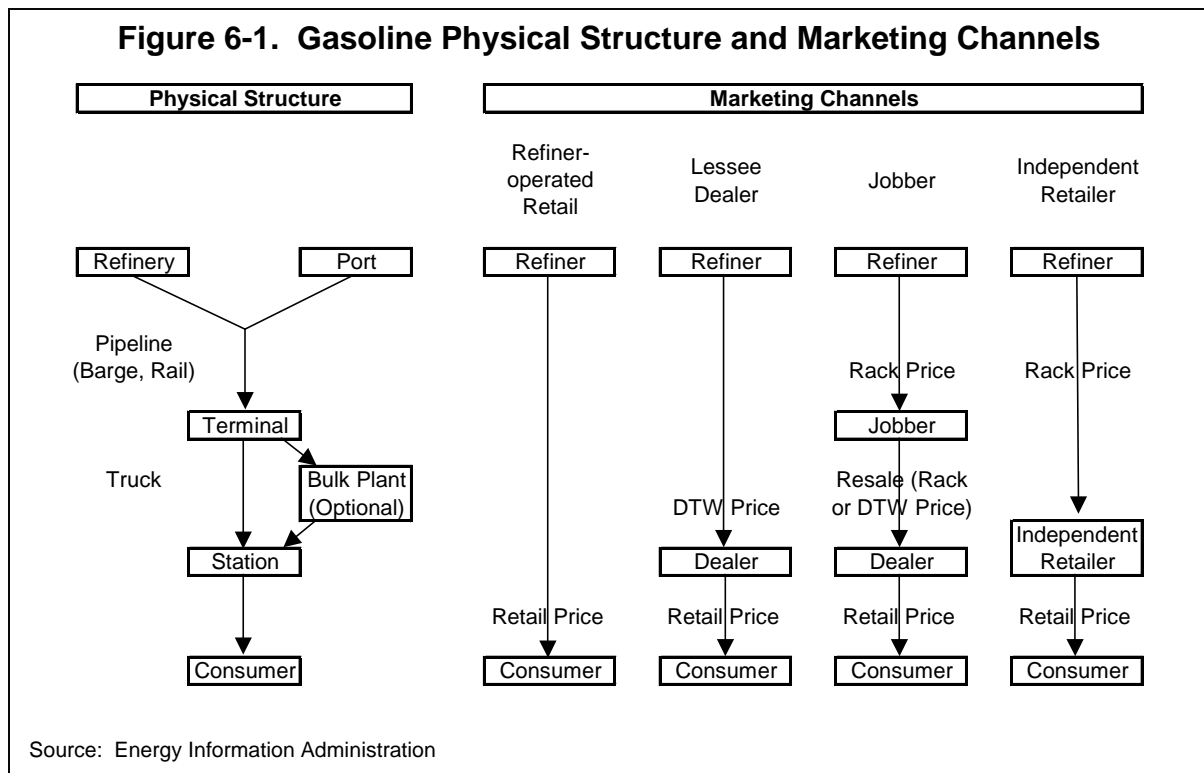 Figure 6-1.  Gasoline Physical Structure and Marketing Channels
Physical Structure
Marketing Channels
Refiner-
operated
Retail
Lessee
Dealer
Jobber
Independent
Retailer
Refinery
Port
Refiner
Refiner
Refiner
Refiner
Pipeline
(Barge, Rail)
Rack Price
Rack Price
Terminal
Jobber
Truck
Bulk Plant
(Optional)
DTW Price
Resale (Rack
or DTW Price)
Station
Dealer
Dealer
Independent
Retailer
Retail Price
Retail Price
Retail Price
Retail Price
Consumer
Consumer
Consumer
Consumer
Consumer
Source:  Energy Information Administration